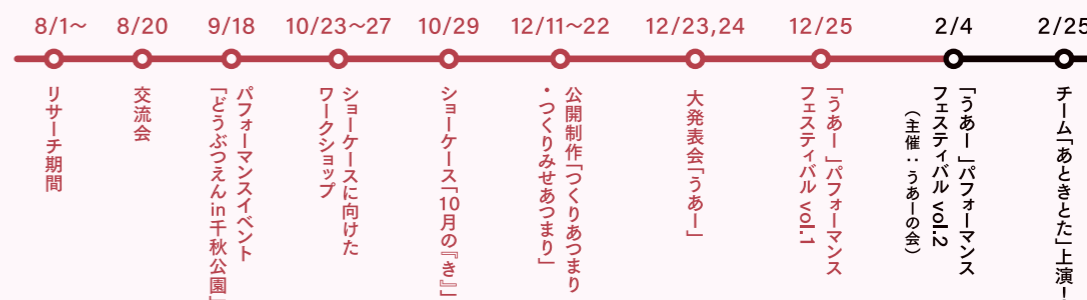 8/1〜
8/20
9/18
10/23〜27
10/29
12/11〜22
12/23,24
12/25
2/4
2/25
リサーチ期間
交流会
パフォーマンスイベント
「どうぶつえんin千秋公園」
ショーケースに向けた
ワークショップ
ショーケース「10月の『き』」
公開制作「つくりあつまり
・つくりみせあつまり」
大発表会「うあー」
「うあー 」パフォーマンス
フェスティバル vol.1
「うあー 」パフォーマンス
フェスティバル vol.2
（主催：うあーの会）
チーム「あときとた」上演！